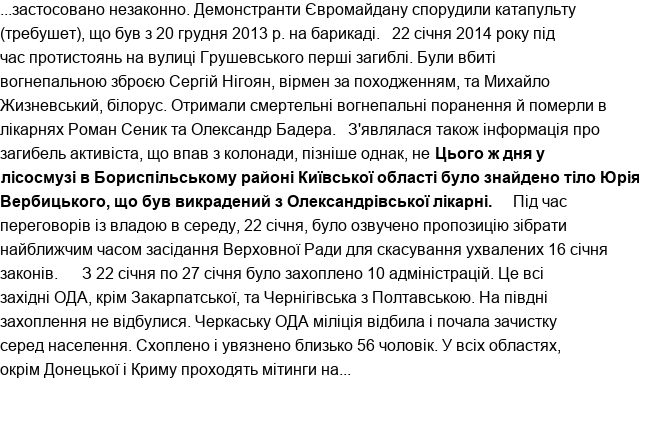 ...застосовано незаконно. Демонстранти Євромайдану спорудили катапульту
(требушет), що був з 20 грудня 2013 р. на барикаді.   22 січня 2014 року під
час протистоянь на вулиці Грушевського перші загиблі. Були вбиті
вогнепальною зброєю Сергій Нігоян, вірмен за походженням, та Михайло
Жизневський, білорус. Отримали смертельні вогнепальні поранення й померли в
лікарнях Роман Сеник та Олександр Бадера.   З'являлася також інформація про
загибель активіста, що впав з колонади, пізніше однак, не Цього ж дня у
лісосмузі в Бориспільському районі Київської області було знайдено тіло Юрія
Вербицького, що був викрадений з Олександрівської лікарні.     Під час
переговорів із владою в середу, 22 січня, було озвучено пропозицію зібрати
найближчим часом засідання Верховної Ради для скасування ухвалених 16 січня
законів.      З 22 січня по 27 січня було захоплено 10 адміністрацій. Це всі
західні ОДА, крім Закарпатської, та Чернігівська з Полтавською. На півдні
захоплення не відбулися. Черкаську ОДА міліція відбила і почала зачистку
серед населення. Схоплено і увязнено близько 56 чоловік. У всіх областях,
окрім Донецької і Криму проходять мітинги на...